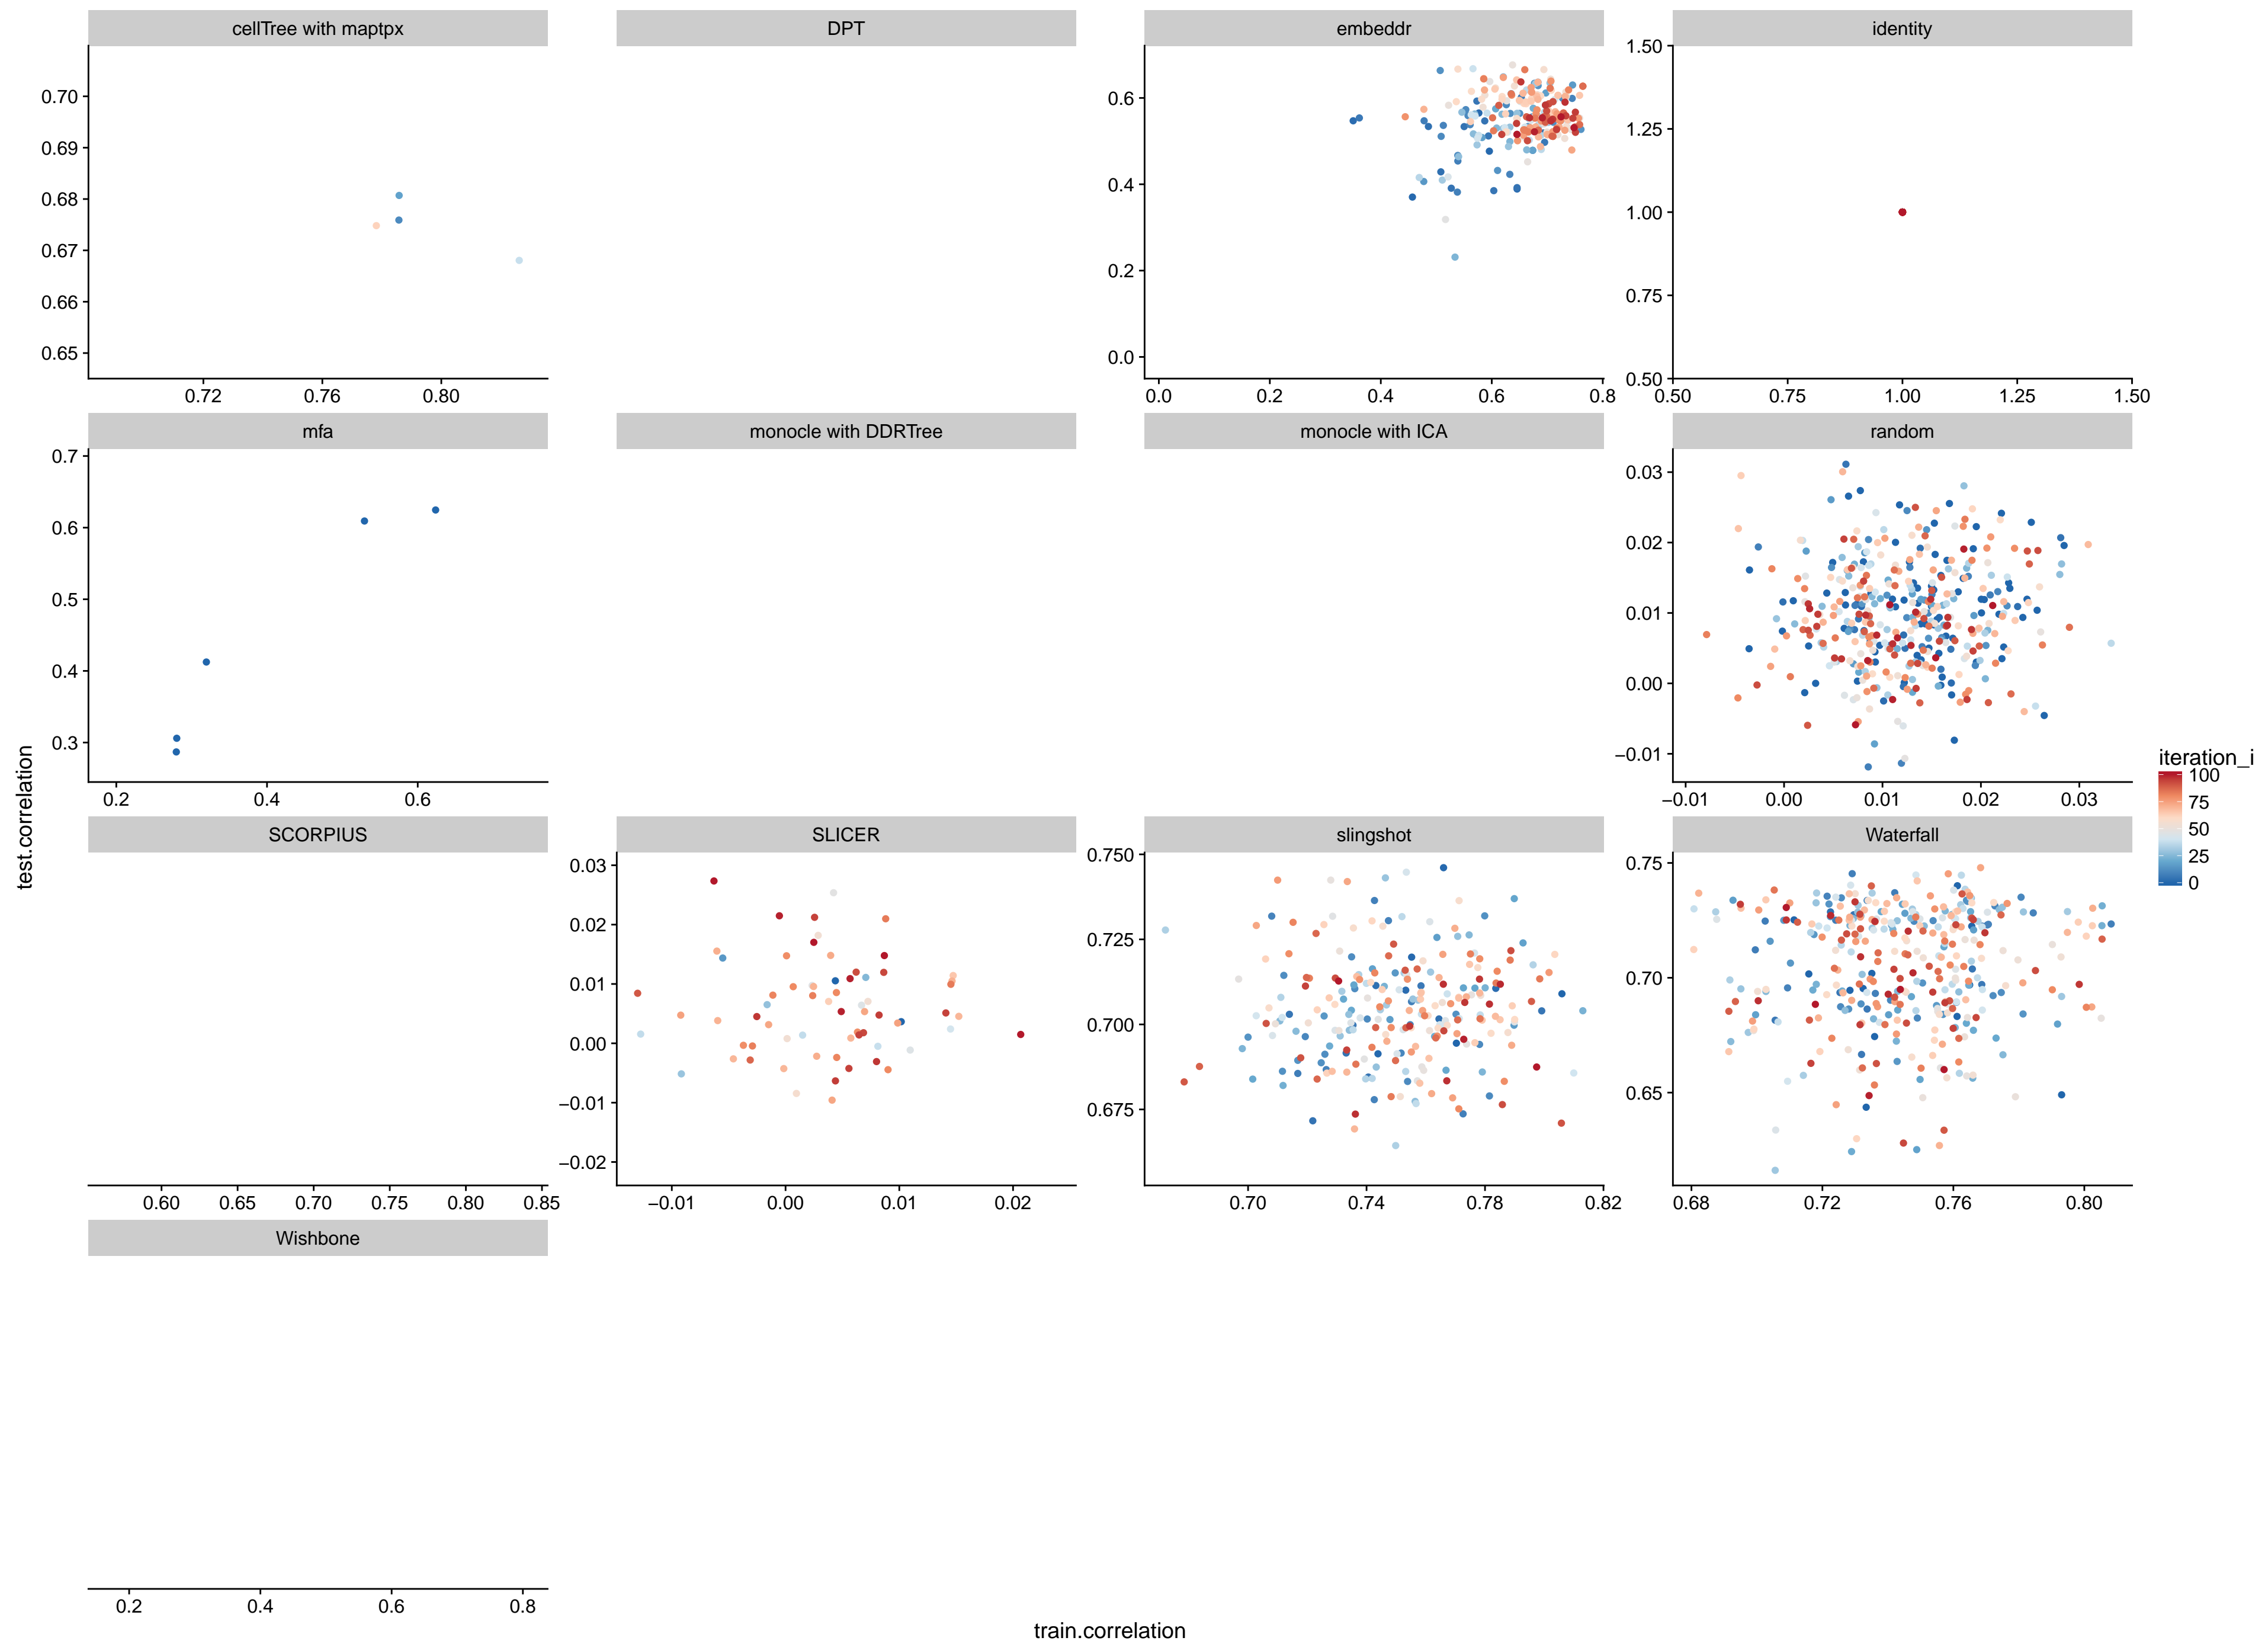 cellTree with maptpx
DPT
embeddr
identity
0.70
0.69
0.68
0.67
0.66
0.65
0.72 0.76 0.80
0.6
0.4
0.2
0.0
0.0 0.2 0.4 0.6 0.8
1.50
1.25
1.00
0.75
0.50
0.50 0.75 1.00 1.25 1.50
mfa
monocle with DDRTree
monocle with ICA
random
0.7
0.6
0.5
0.4
0.3
0.2 0.4 0.6
0.03
0.02
0.01
0.00
−0.01
−0.01 0.00 0.01 0.02 0.03
SCORPIUS
SLICER
slingshot
Waterfall
0.60 0.65 0.70 0.75 0.80 0.85
0.03
0.02
0.01
0.00
−0.01
−0.02
−0.01 0.00 0.01 0.02
0.750
0.725
0.700
0.675
0.70 0.74 0.78 0.82
0.75
0.70
0.65
0.68 0.72 0.76 0.80
Wishbone
0.2 0.4 0.6 0.8
test.correlation
train.correlation
iteration_i
100
75
50
25
0